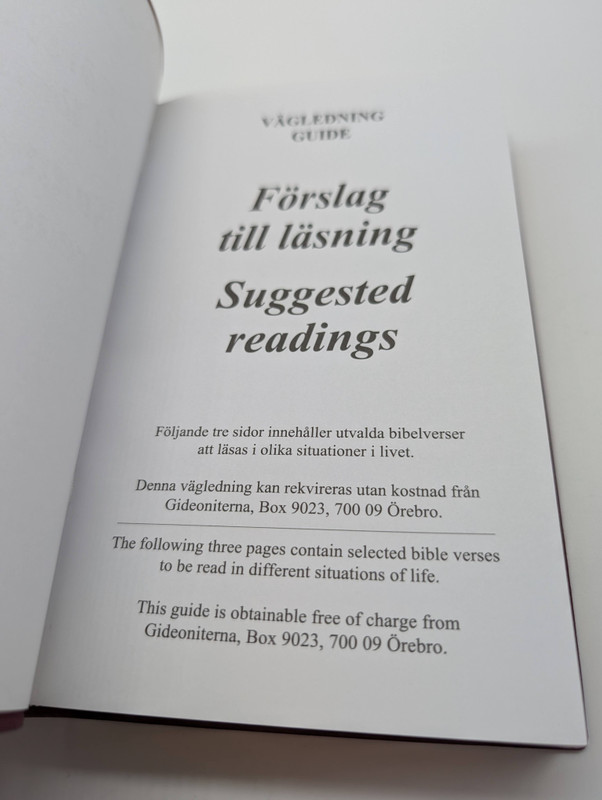 VÄGLEDNING
GUIDE
Förslag
till läsning
Suggested
readings
Följande tre sidor innehåller utvalda bibelverser
att läsas i olika situationer i livet.
Denna vägledning kan rekvireras utan kostnad från
Gideoniterna, Box 9023, 700 09 Örebro.
The following three pages contain selected bible verses
to be read in different situations of life.
This guide is obtainable free of charge from
Gideoniterna, Box 9023, 700 09 Örebro.